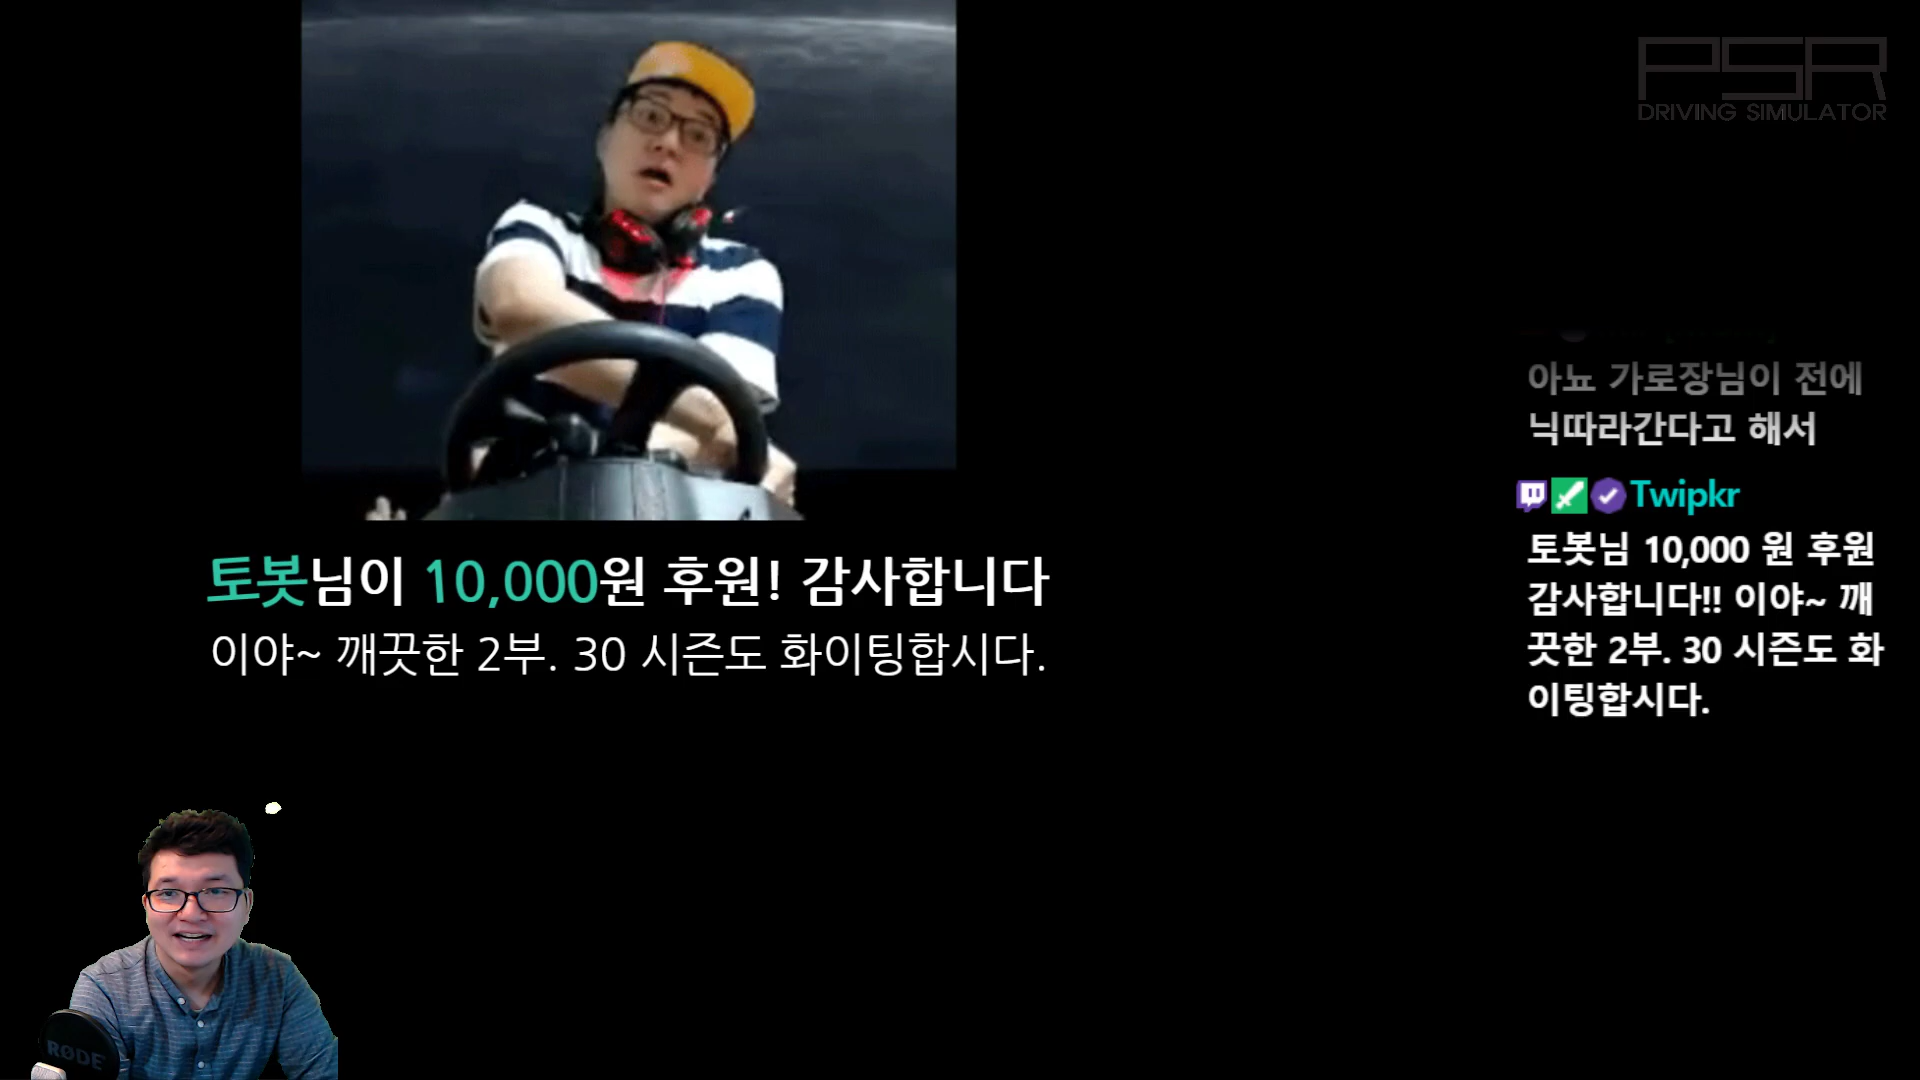 PSR
DRIVING SIMULATOR
아뇨 가로장님이 전에
닉따라간다고 해서
Twipkr
토봇님 10,000 원 후원
감사합니다!! 이야~ 깨
끗한 2부. 30 시즌도 화
이팅합시다.
토봇님이 10,000원 후원! 감사합니다
이야~ 깨끗한 2부. 30 시즌도 화이팅합시다.
RØDE